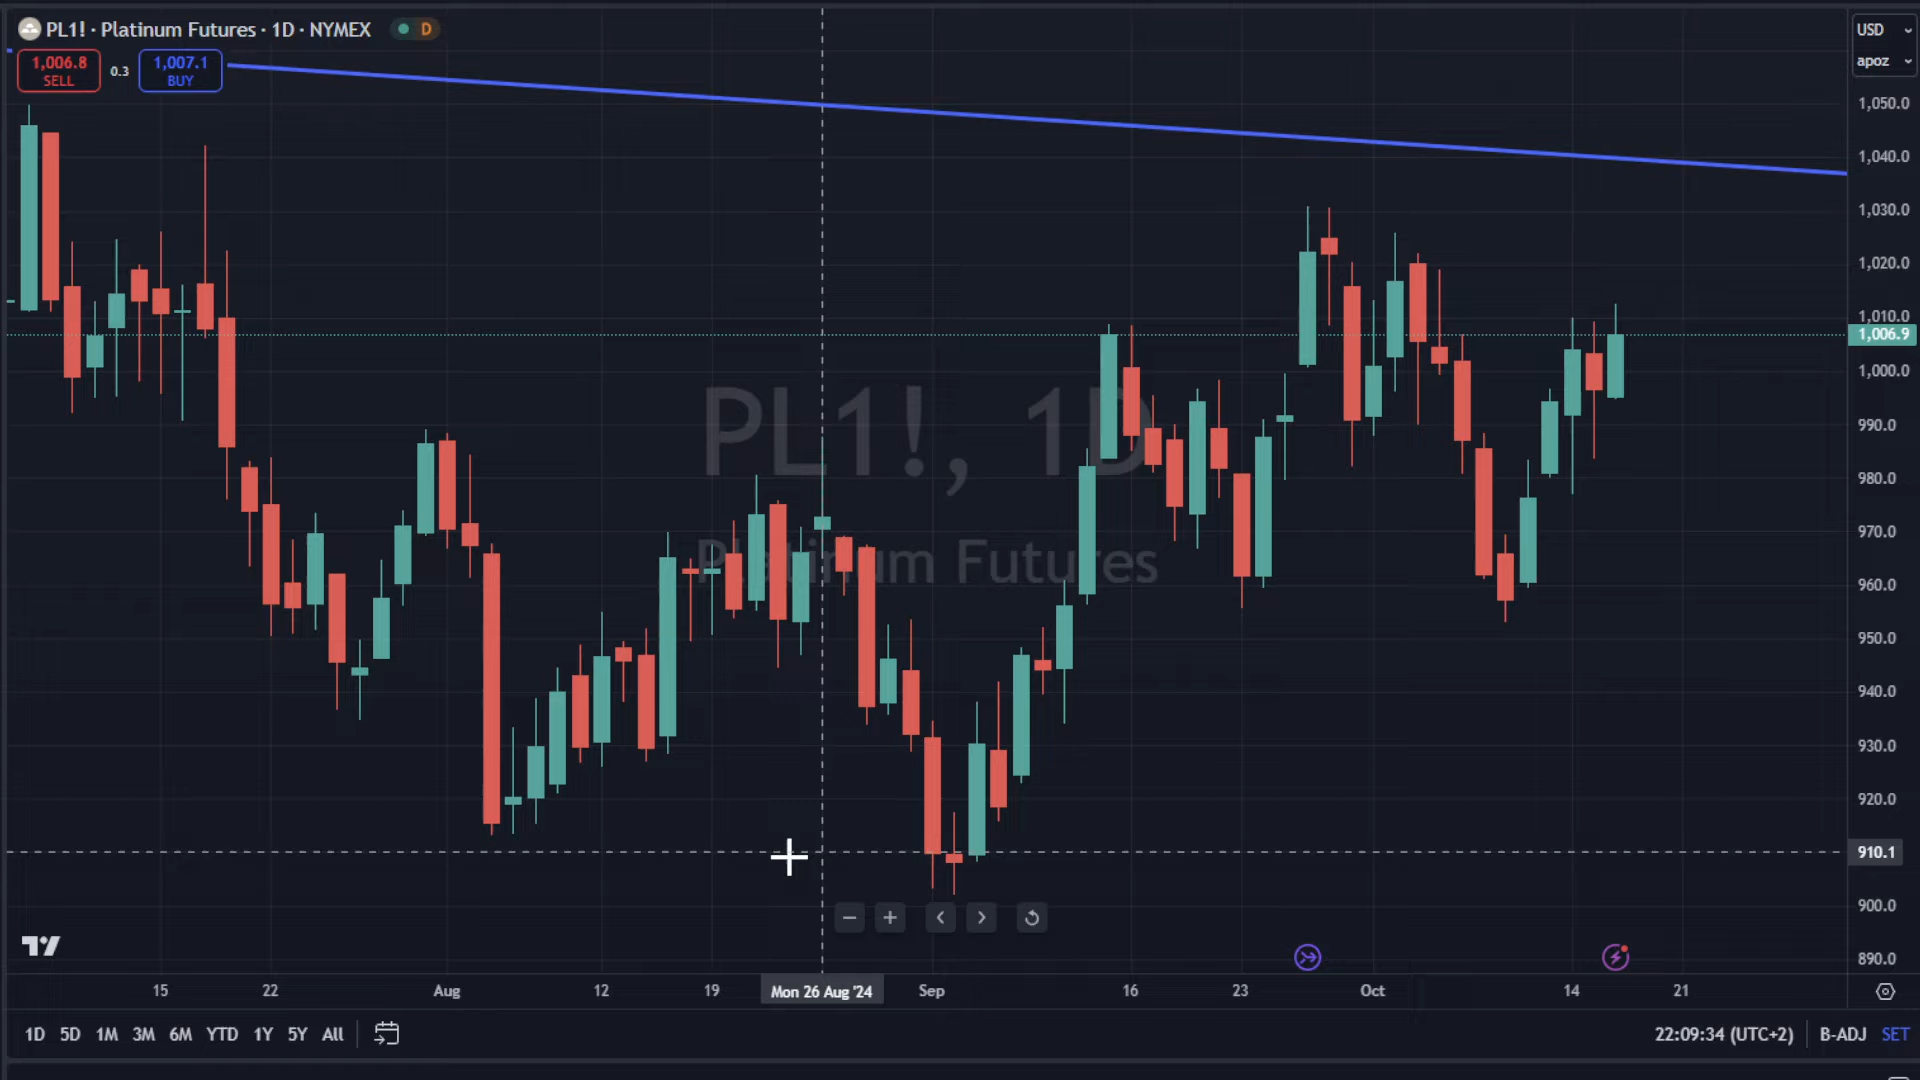 PL1! · Platinum Futures · 1D · NYMEX
D
USD
1,006.8
SELL
0.3
1,007.1
BUY
apoz
1,050.0
1,040.0
1,030.0
1,020.0
1,010.0
1,006.9
1,000.0
990.0
980.0
970.0
960.0
950.0
940.0
930.0
920.0
910.1
900.0
890.0
PL1!, 1D
Platinum Futures
15
22
Aug
12
19
Mon 26 Aug '24
Sep
16
23
Oct
14
21
1D 5D 1M 3M 6M YTD 1Y 5Y All
22:09:34 (UTC+2)
B-ADJ
SET